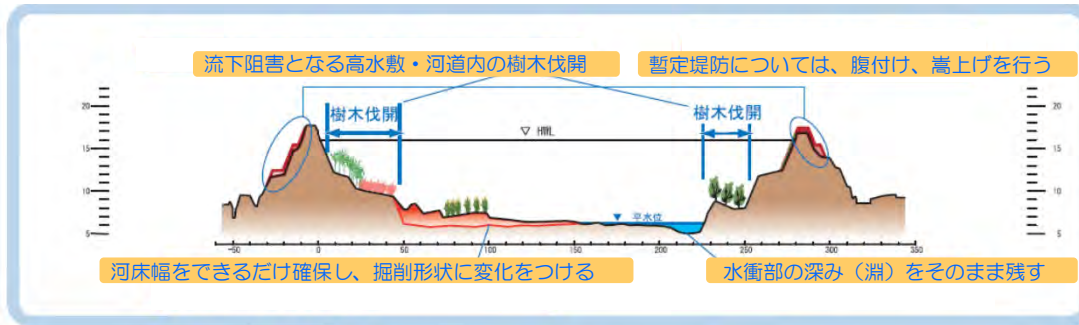 流下阻害となる高水敷・河道内の樹木伐開
暫定堤防については、腹付け、嵩上げを行う
樹木伐開
樹木伐開
▽ HWL
20
15
10
5
20
15
10
5
▼ 平水位
-50
0
50
100
150
200
250
300
350
河床幅をできるだけ確保し、掘削形状に変化をつける
水衝部の深み（淵）をそのまま残す